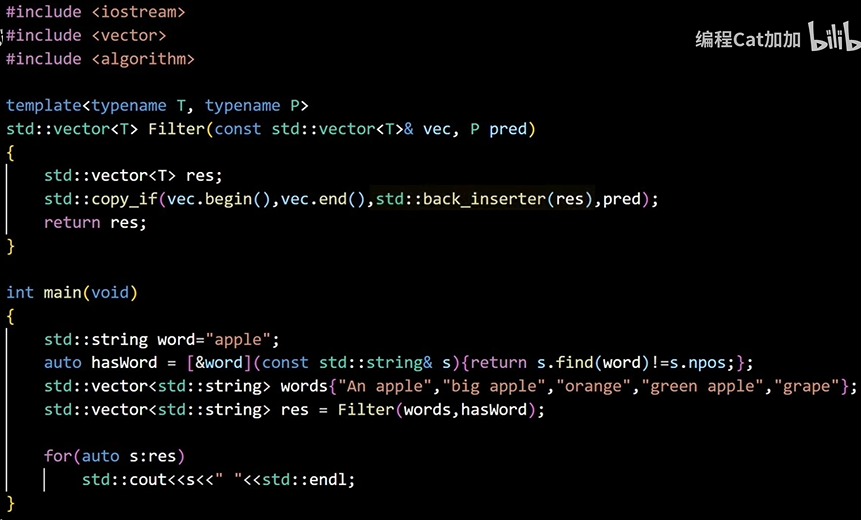 #include <iostream>
#include <vector>
#include <algorithm>
编程Cat加加
template<typename T, typename P>
std::vector<T> Filter(const std::vector<T>& vec, P pred)
{
    std::vector<T> res;
    std::copy_if(vec.begin(),vec.end(),std::back_inserter(res),pred);
    return res;
}
int main(void)
{
    std::string word="apple";
    auto hasWord = [&word](const std::string& s){return s.find(word)!=s.npos;};
    std::vector<std::string> words{"An apple","big apple","orange","green apple","grape"};
    std::vector<std::string> res = Filter(words,hasWord);
    for(auto s:res)
        std::cout<<s<<" "<<std::endl;
}